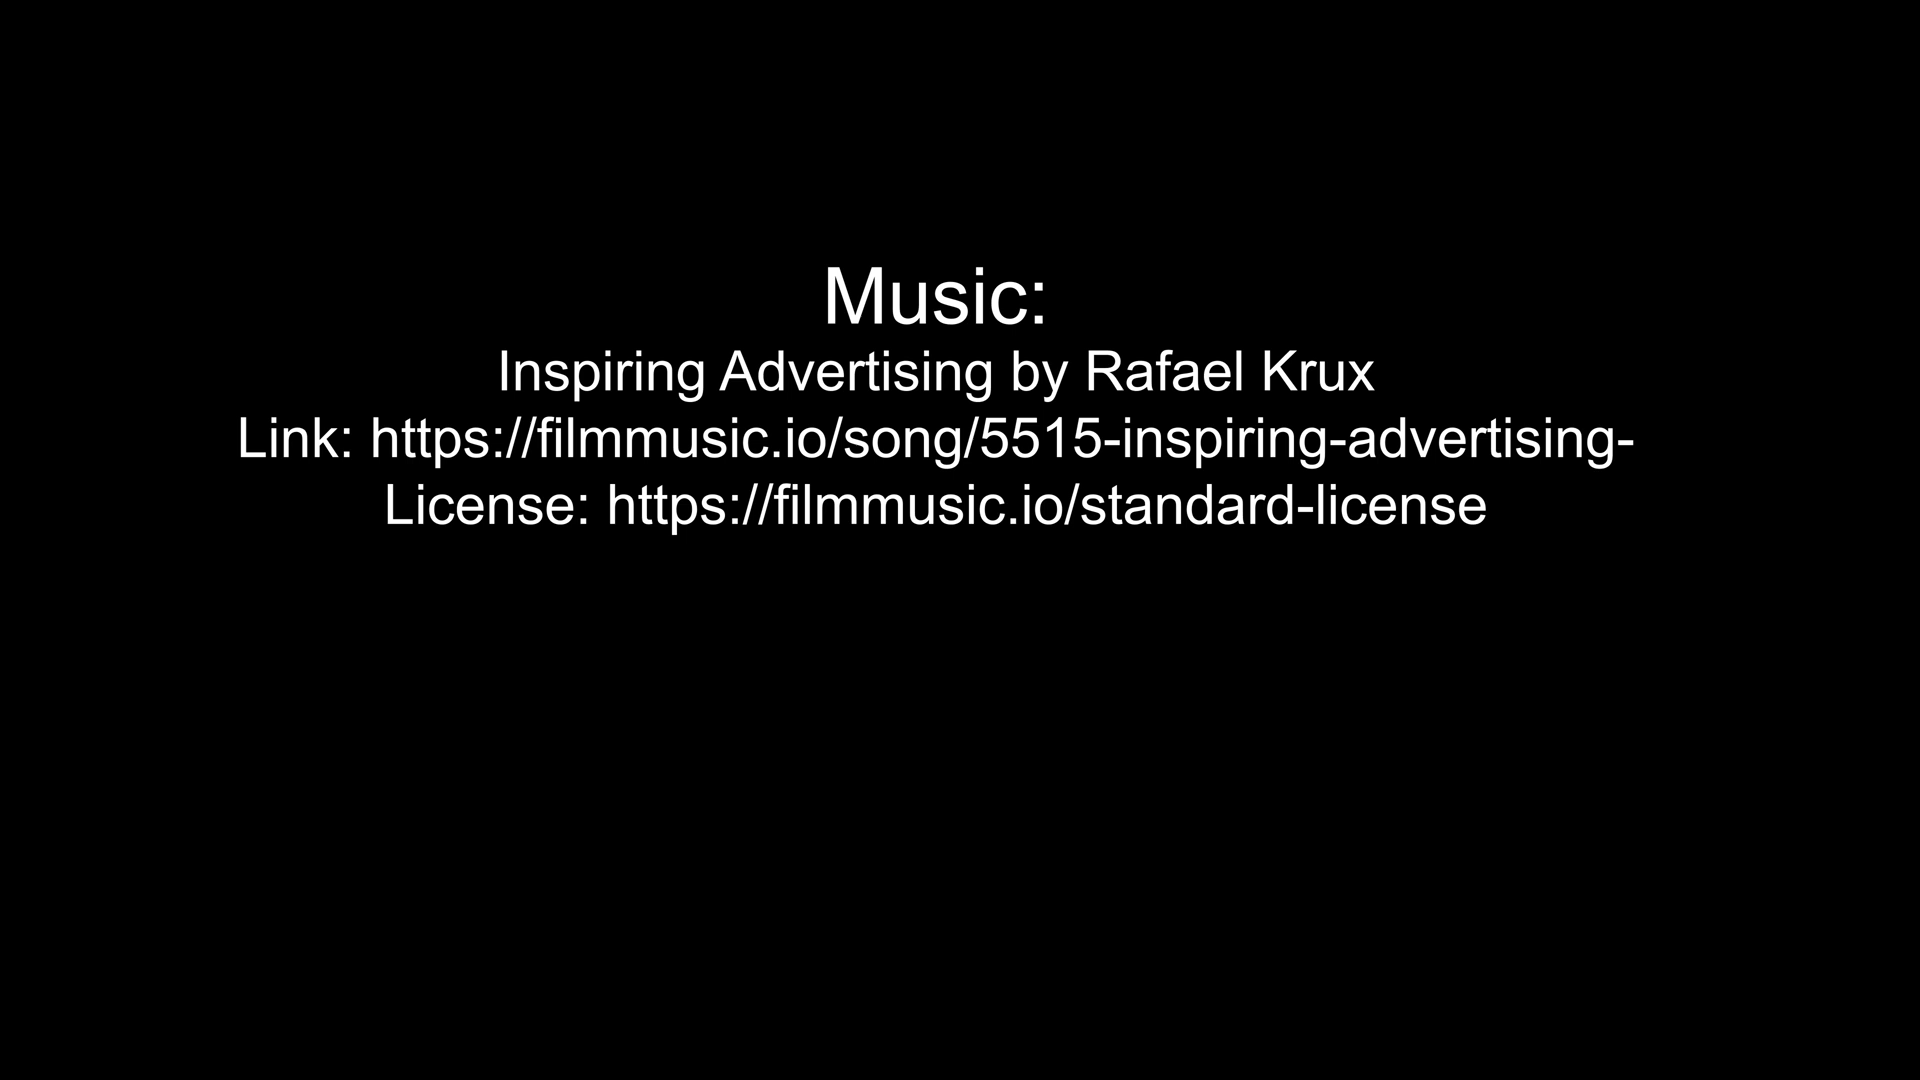 Music:
Inspiring Advertising by Rafael Krux
Link: https://filmmusic.io/song/5515-inspiring-advertising-
License: https://filmmusic.io/standard-license